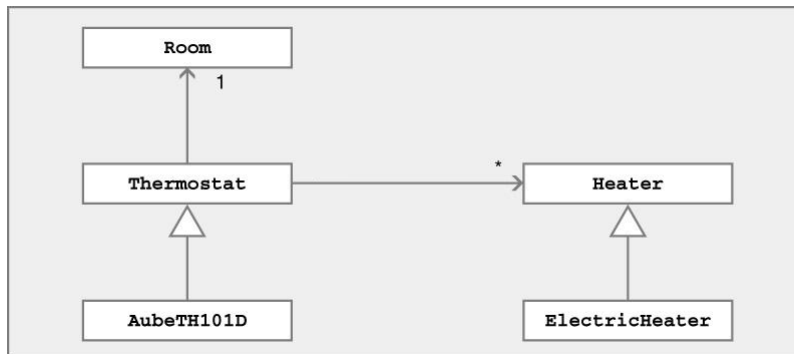 Room
1
Thermostat
*
Heater
AubeTH101D
ElectricHeater